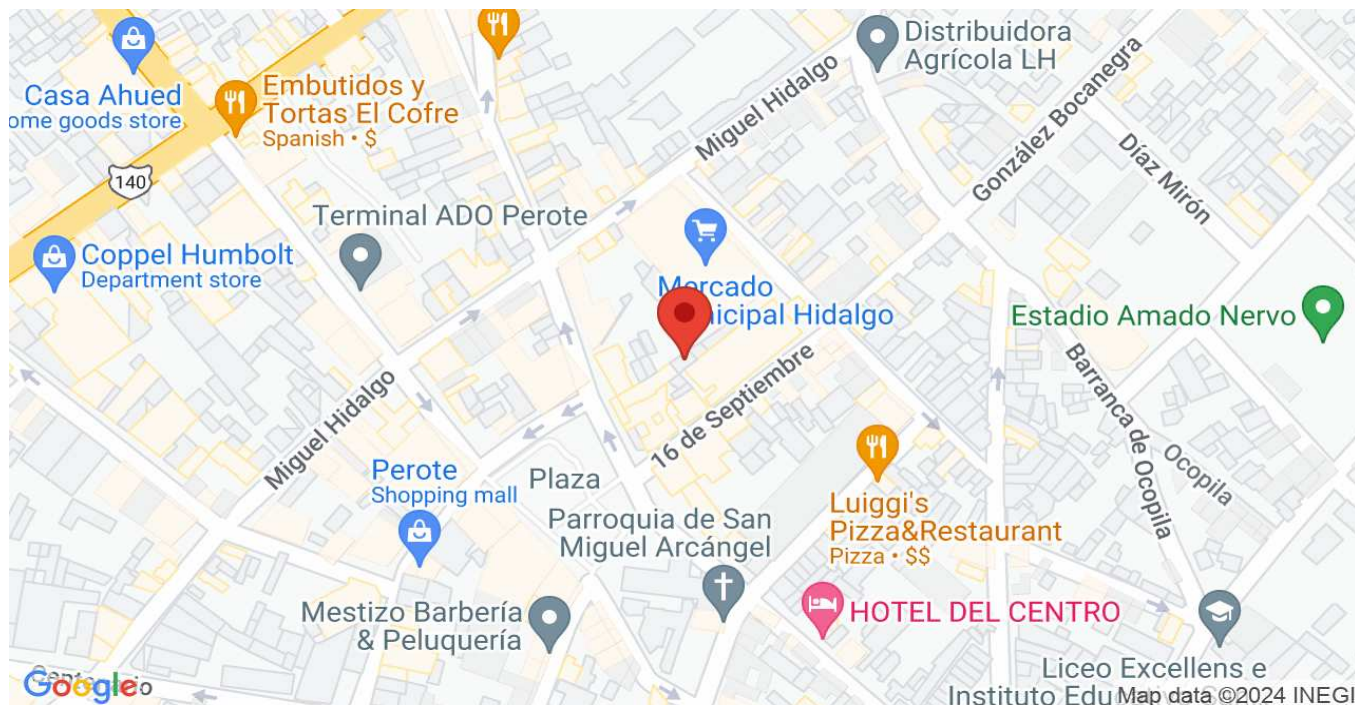 Distribuidora
Agrícola LH
Casa Ahued
ome goods store
Embutidos y
Tortas El Cofre
Spanish • $
Miguel Hidalgo
González Bocanegra
Díaz Mirón
140
Terminal ADO Perote
Coppel Humbolt
Department store
Mercado
nicipal Hidalgo
Estadio Amado Nervo
Miguel Hidalgo
16 de Septiembre
Barranca de Ocopila
Ocopila
Perote
Shopping mall
Plaza
Parroquia de San
Miguel Arcángel
Luiggi's
Pizza&Restaurant
Pizza • $$
Mestizo Barbería
& Peluquería
HOTEL DEL CENTRO
Liceo Excellens e
Instituto Edu
Google
Map data ©2024 INEGI